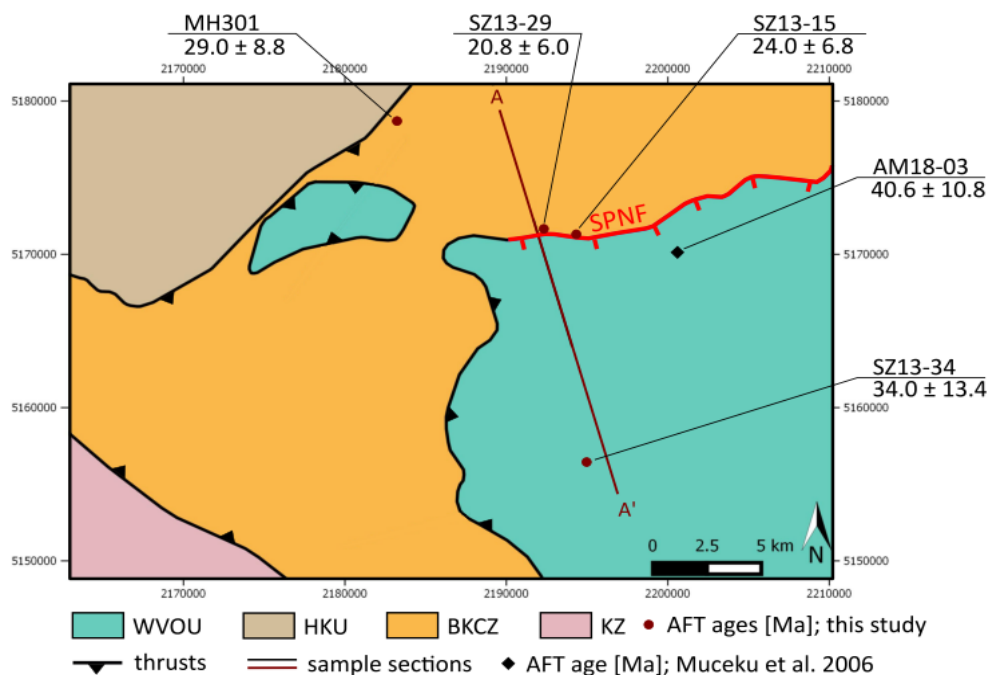 MH301
29.0 ± 8.8
SZ13-29
20.8 ± 6.0
SZ13-15
24.0 ± 6.8
2170000
2180000
2190000
2200000
2210000
5180000
A
5180000
AM18-03
40.6 ± 10.8
SPNF
5170000
5170000
SZ13-34
34.0 ± 13.4
5160000
5160000
A'
0 2.5 5 km
N
5150000
5150000
2170000
2180000
2190000
2200000
2210000
WVOU HKU BKCZ KZ AFT ages [Ma]; this study
thrusts sample sections AFT age [Ma]; Muceku et al. 2006